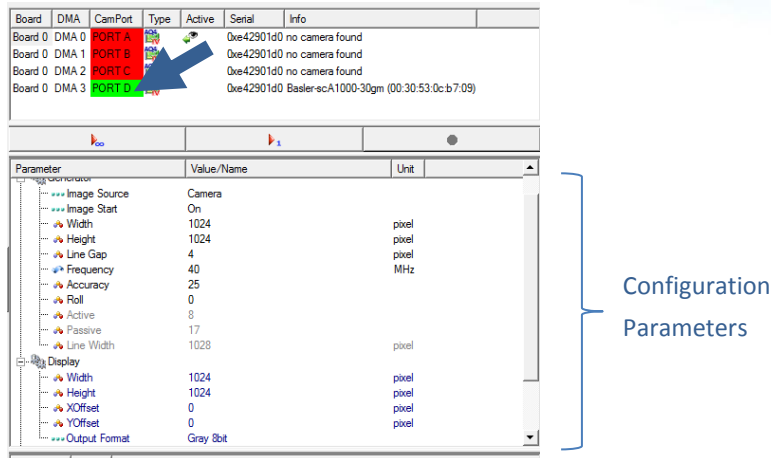 Board DMA CamPort Type Active Serial Info
Board 0 DMA 0 PORT A 0xe42901d0 no camera found
Board 0 DMA 1 PORT B 0xe42901d0 no camera found
Board 0 DMA 2 PORT C 0xe42901d0 no camera found
Board 0 DMA 3 PORT D 0xe42901d0 Basler-scA1000-30gm (00:30:53:0c:b7:09)
∞ 1
Parameter Value/Name Unit
Generator
Image Source Camera
Image Start On
Width 1024 pixel
Height 1024 pixel
Line Gap 4 pixel
Frequency 40 MHz
Accuracy 25
Roll 0
Active 8
Passive 17
Line Width 1028 pixel
Display
Width 1024 pixel
Height 1024 pixel
XOffset 0 pixel
YOffset 0 pixel
Output Format Gray 8bit
Configuration
Parameters